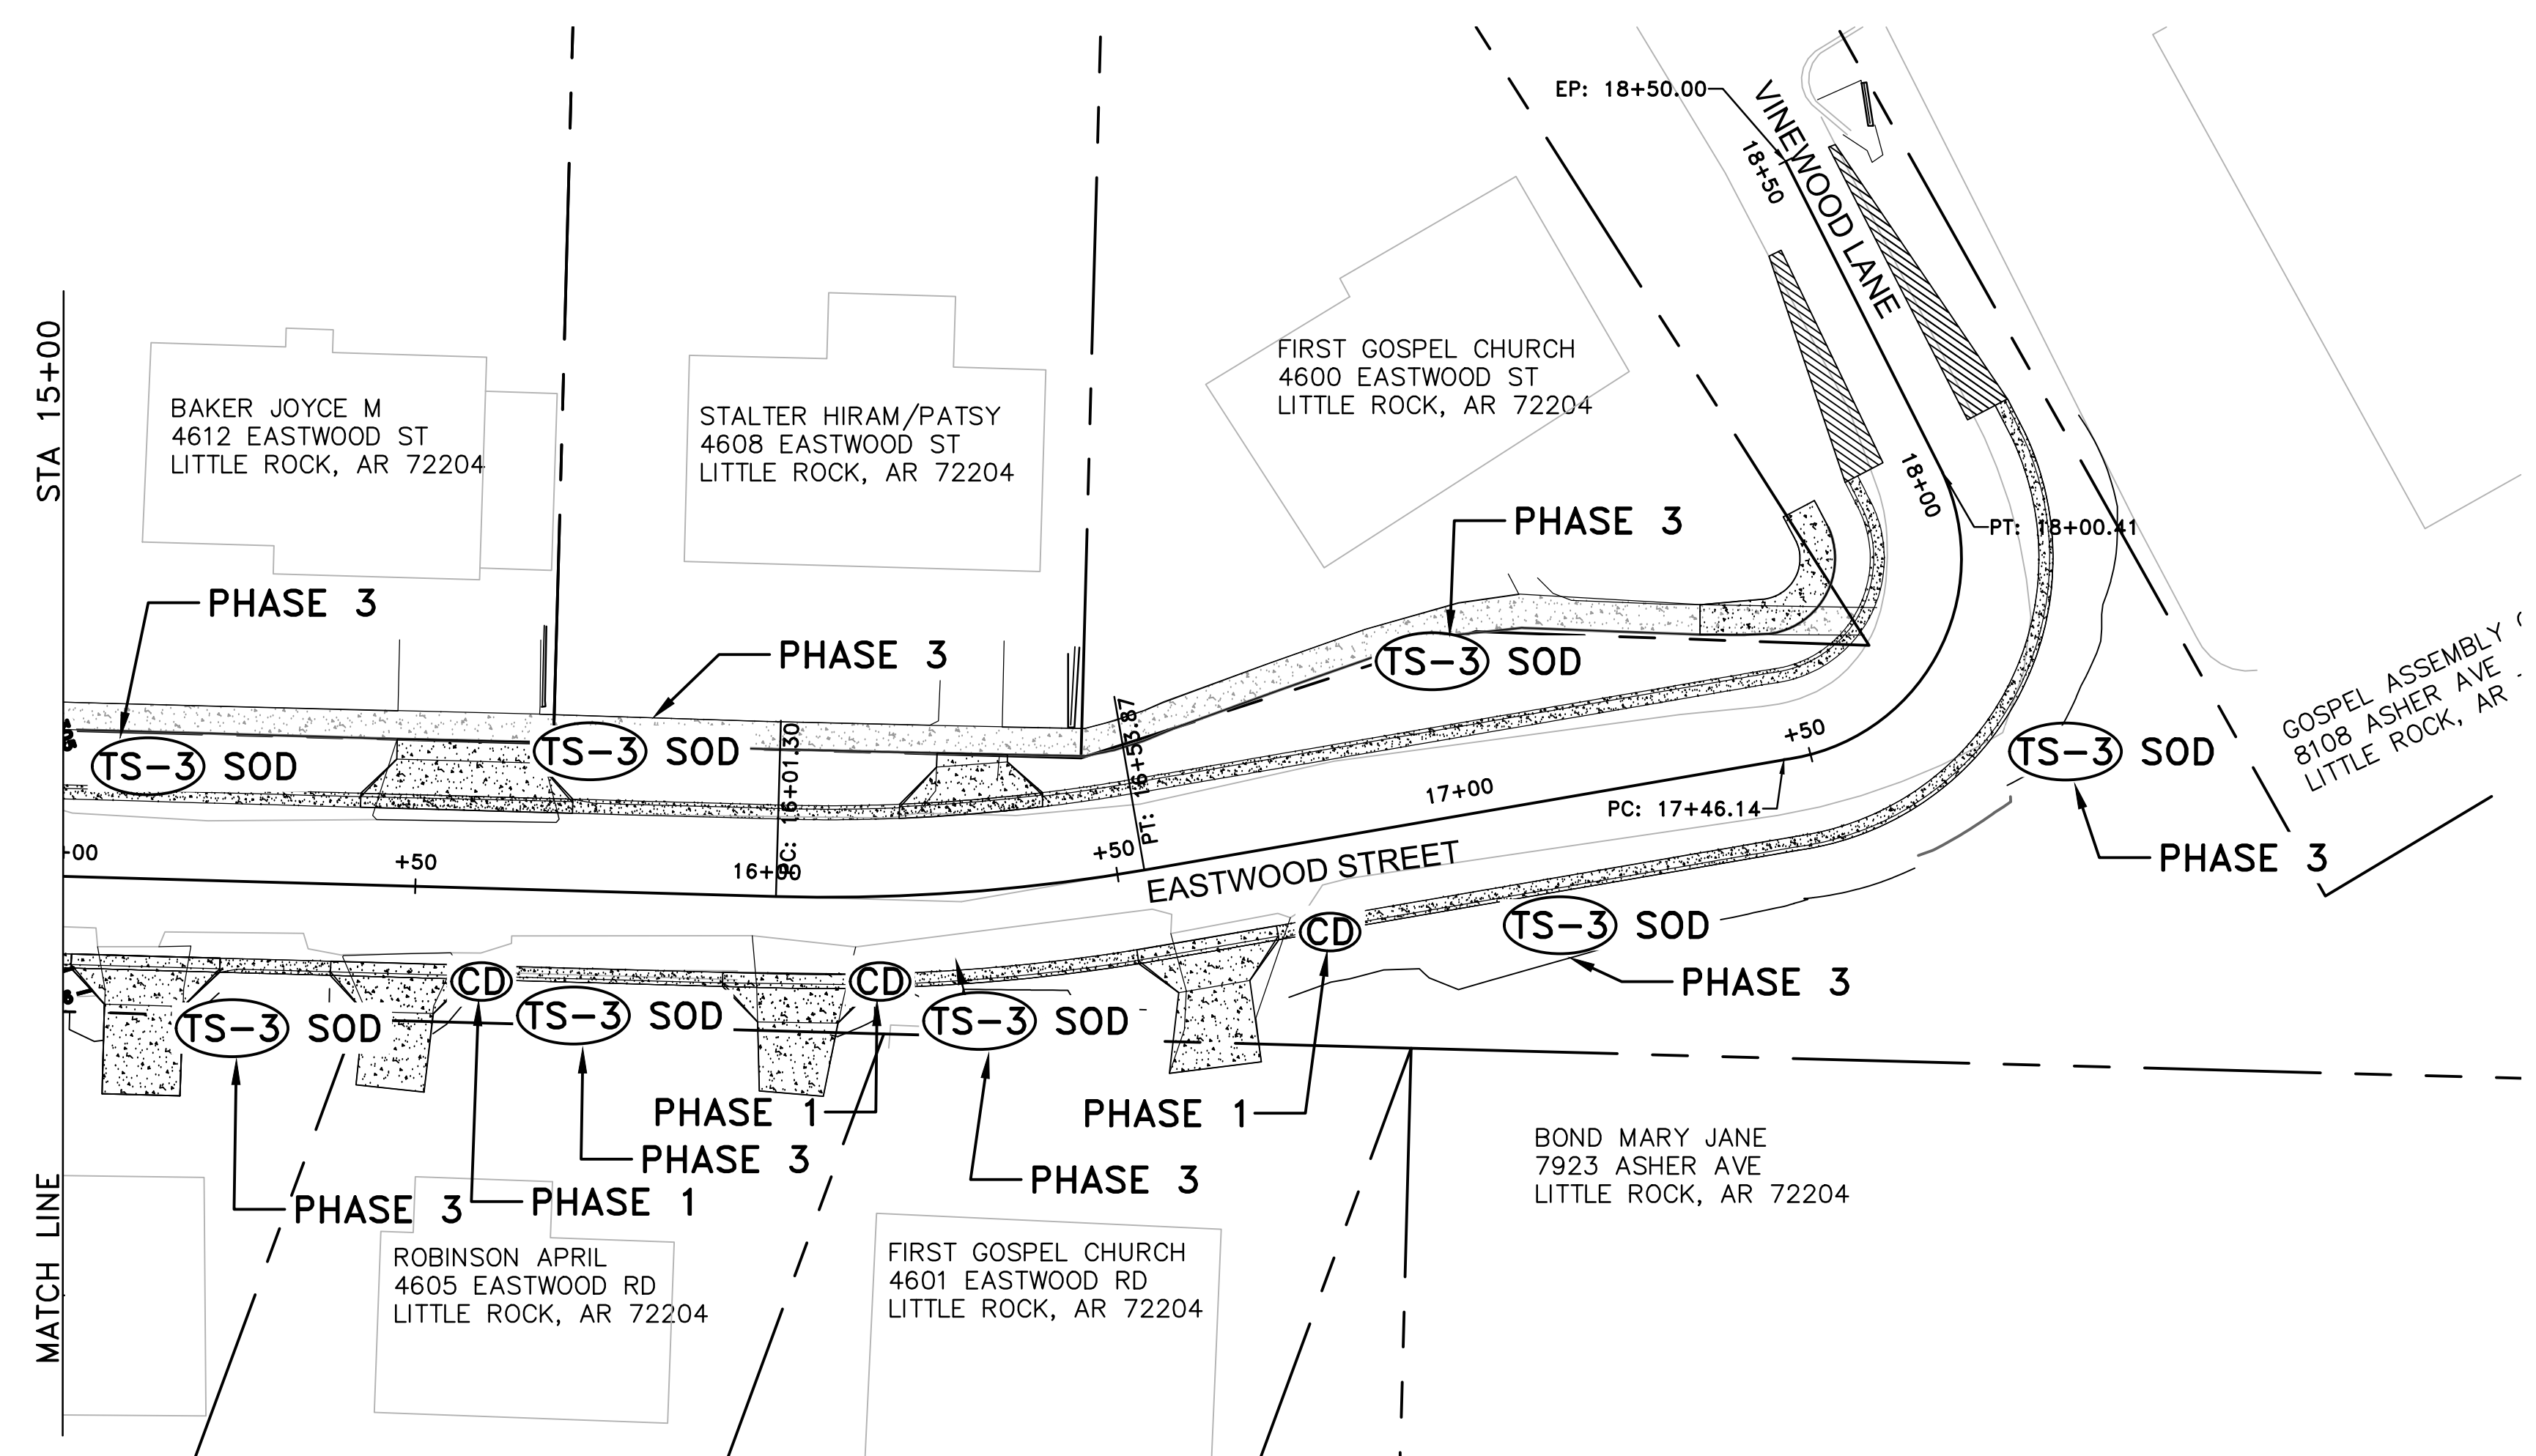 EP: 18+50.00
VINEWOOD LANE
18+50
STA 15+00
FIRST GOSPEL CHURCH
4600 EASTWOOD ST
LITTLE ROCK, AR 72204
BAKER JOYCE M
4612 EASTWOOD ST
LITTLE ROCK, AR 72204
STALTER HIRAM/PATSY
4608 EASTWOOD ST
LITTLE ROCK, AR 72204
18+00
PT: 18+00.41
PHASE 3
PHASE 3
PHASE 3
TS-3 SOD
TS-3 SOD
TS-3 SOD
TS-3 SOD
GOSPEL ASSEMBLY
8108 ASHER AVE
LITTLE ROCK, AR
PC: 16+01.30
PT: 16+53.87
+50
17+00
PC: 17+46.14
+00
+50
16+00
+50
EASTWOOD STREET
PHASE 3
CD
TS-3 SOD
PHASE 3
CD
CD
TS-3 SOD
TS-3 SOD
TS-3 SOD
PHASE 1
PHASE 1
PHASE 3
PHASE 3
PHASE 3
PHASE 1
BOND MARY JANE
7923 ASHER AVE
LITTLE ROCK, AR 72204
MATCH LINE
ROBINSON APRIL
4605 EASTWOOD RD
LITTLE ROCK, AR 72204
FIRST GOSPEL CHURCH
4601 EASTWOOD RD
LITTLE ROCK, AR 72204